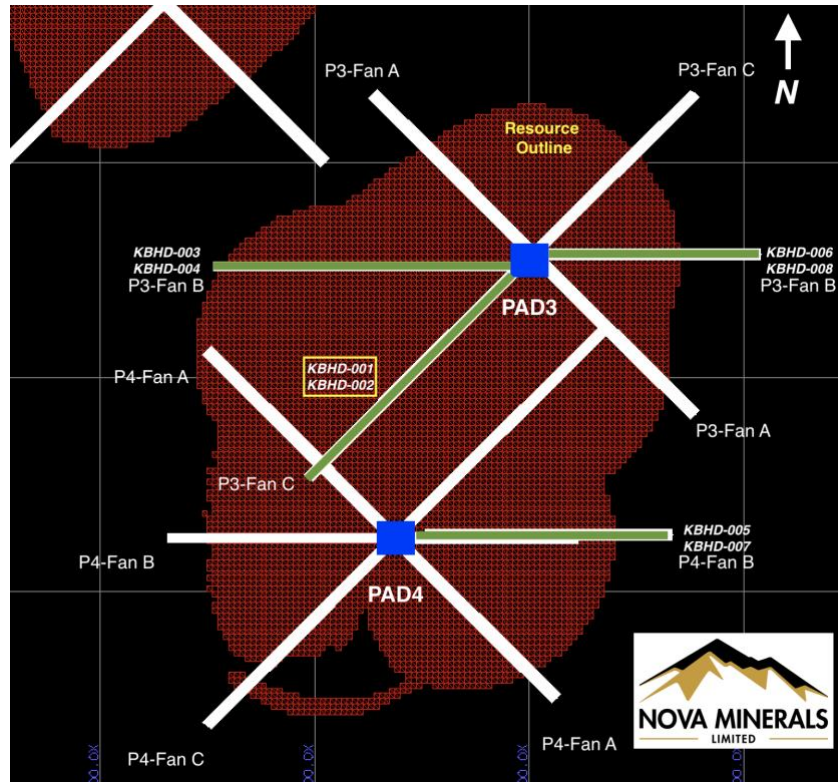 P3-Fan A
P3-Fan C
N
Resource
Outline
KBHD-003
KBHD-004
P3-Fan B
KBHD-006
KBHD-008
P3-Fan B
PAD3
KBHD-001
KBHD-002
P4-Fan A
P3-Fan A
P3-Fan C
KBHD-005
KBHD-007
P4-Fan B
P4-Fan B
PAD4
P4-Fan C
P4-Fan A
NOVA MINERALS
LIMITED